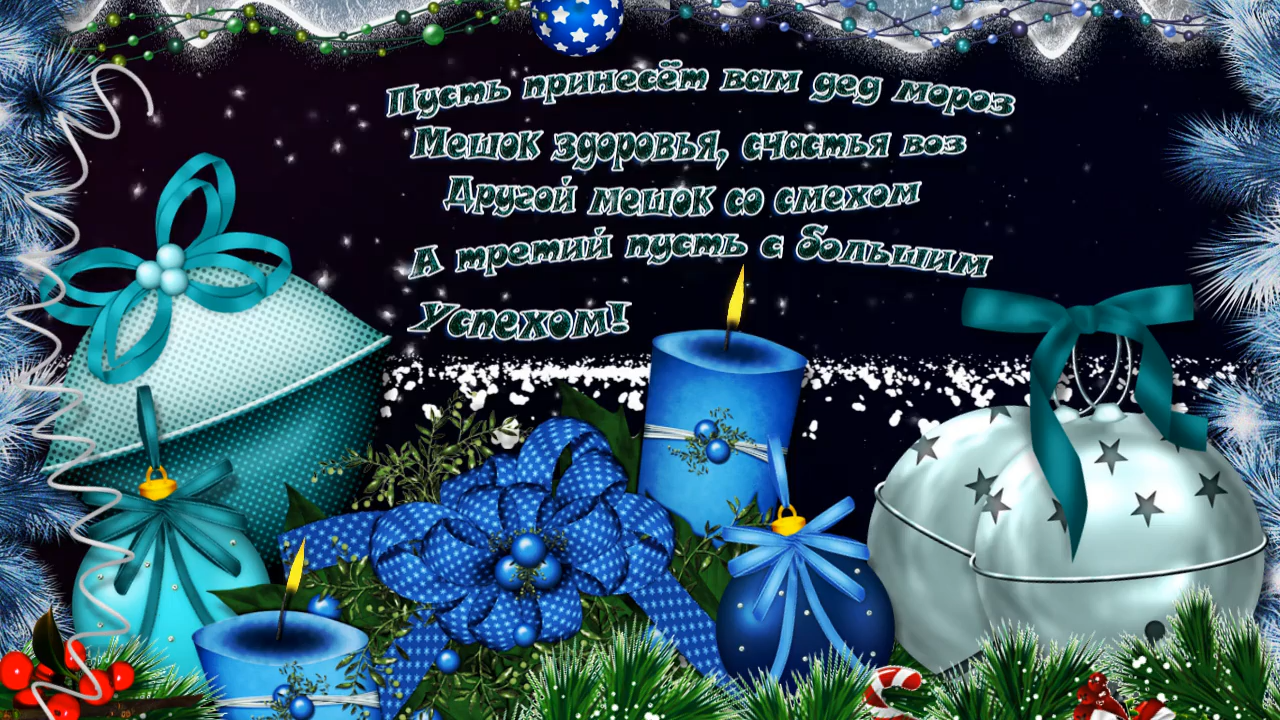 Пусть принесёт вам дед мороз
Мешок здоровья, счастья воз
Другой мешок со смехом
А третий пусть с большим
Успехом!